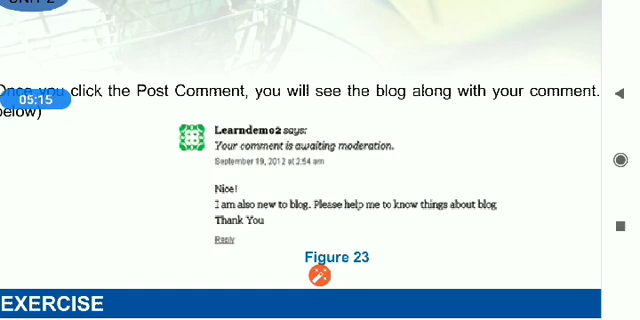 UNIT-2
Once you click the Post Comment, you will see the blog along with your comment.
05:15
below)
Learndemo2 says:
Your comment is awaiting moderation.
September 19, 2012 at 2:54 am
Nice!
I am also new to blog. Please help me to know things about blog
Thank You
Reply
Figure 23
EXERCISE